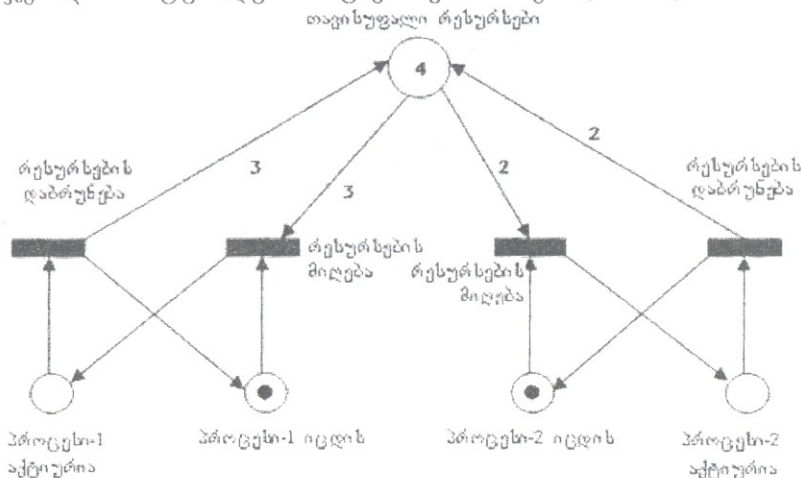 თავისუფალი რესურსები
4
2
3
3
2
რესურსების
დაბრუნება
რესურსების
დაბრუნება
რესურსების
მიღება
რესურსების
მიღება
პროცესი-1
აქტიურია
პროცესი-1 იცდის
პროცესი-2 იცდის
პროცესი-2
აქტიურია